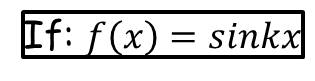 If: f(x) = sinkx